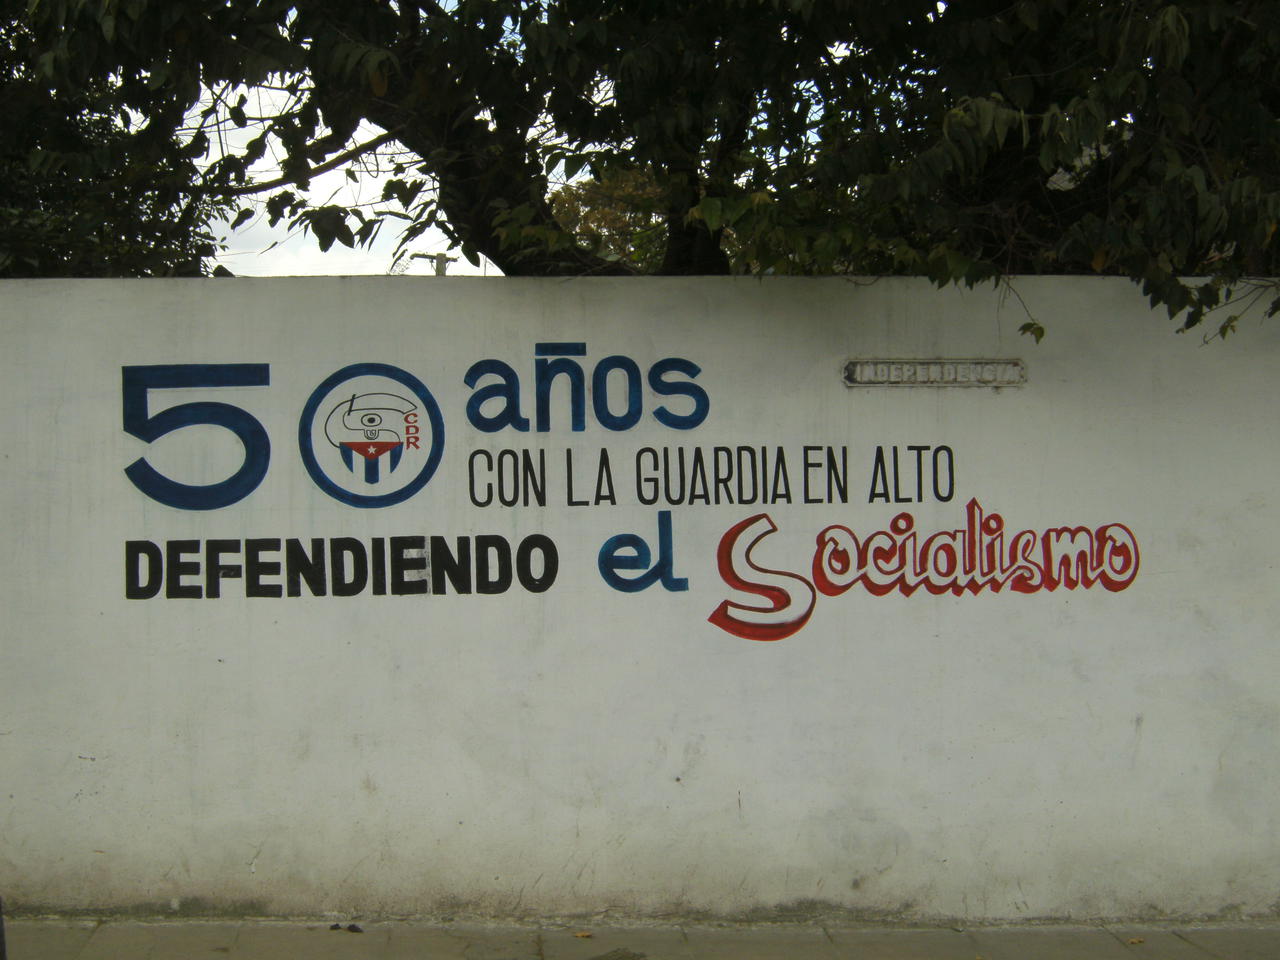 50 años
CDR
INDEPENDENCIA
CON LA GUARDIA EN ALTO
DEFENDIENDO el Socialismo